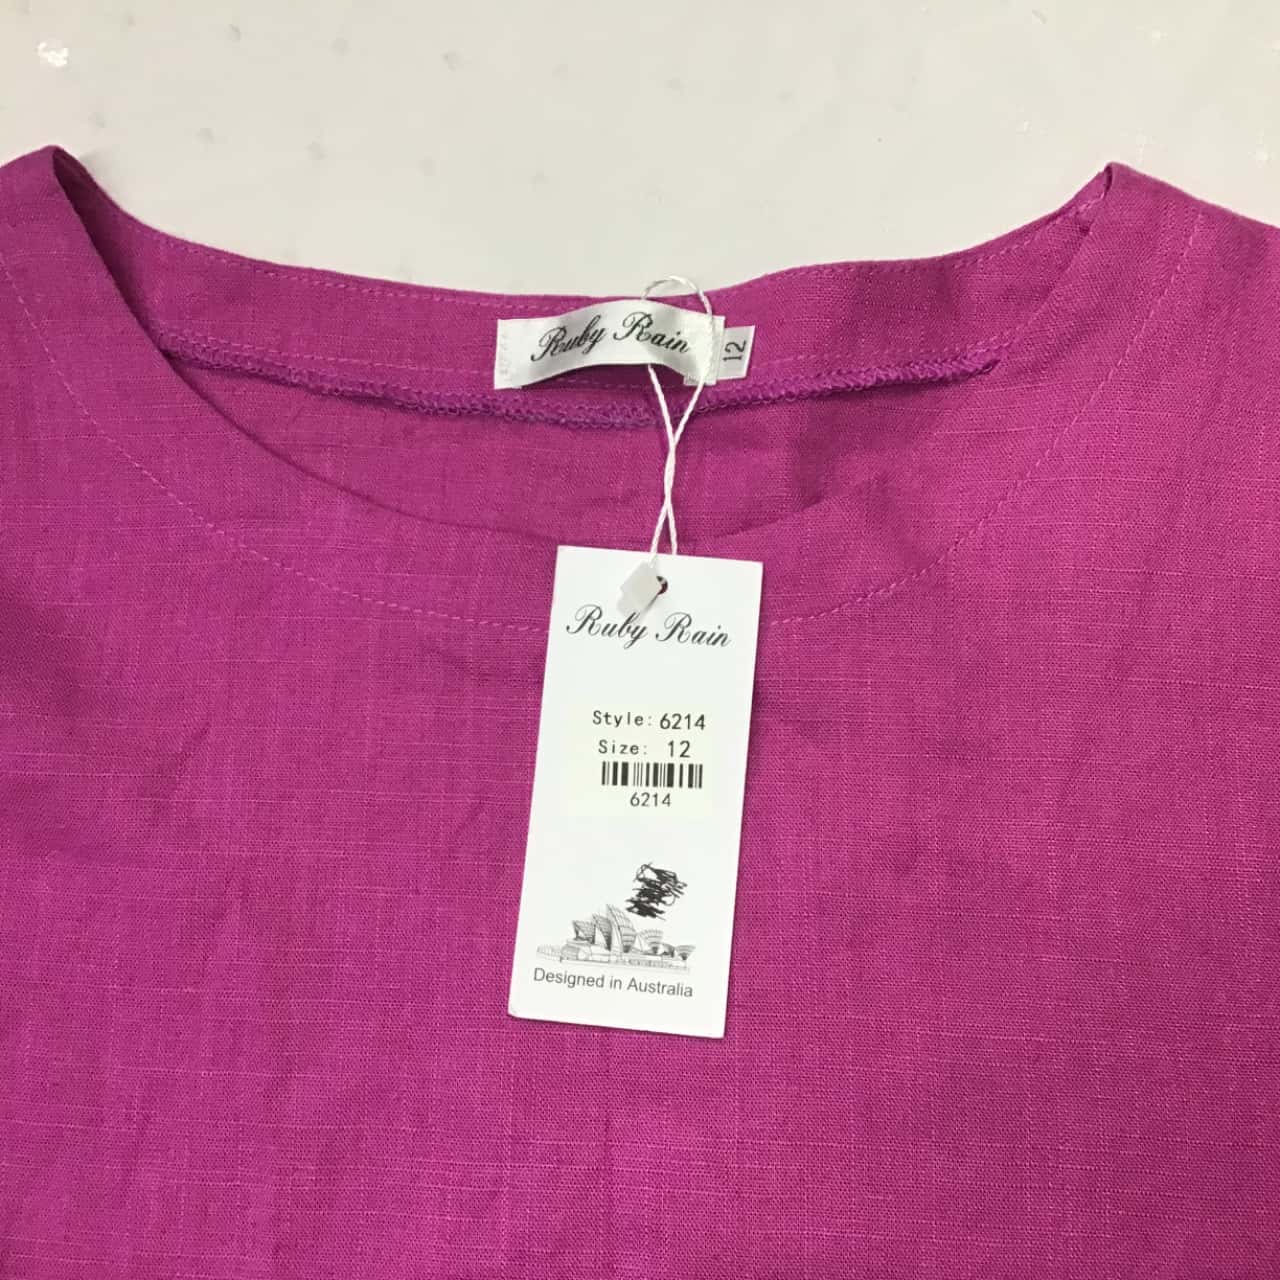 Ruby Rain
12
Ruby Rain
Style: 6214
Size: 12
6214
Designed in Australia